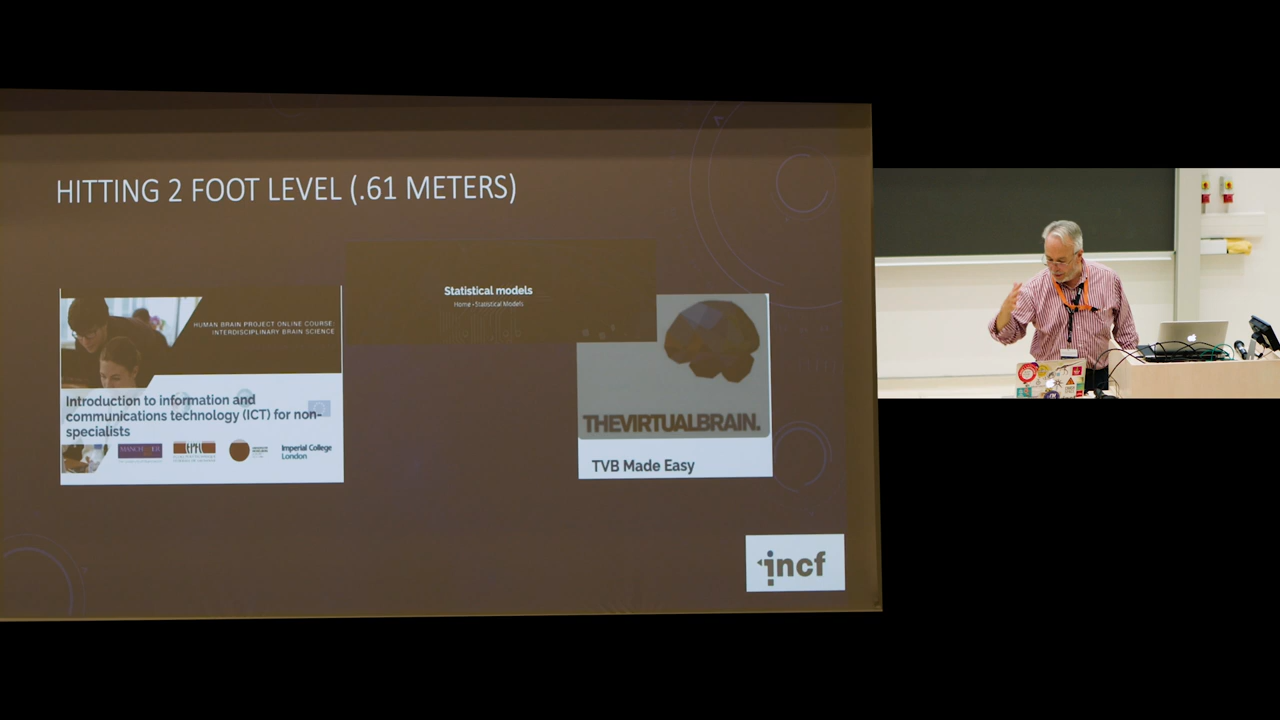 HITTING 2 FOOT LEVEL (.61 METERS)
Statistical models
Home • Statistical Models
HUMAN BRAIN PROJECT ONLINE COURSE:
INTERDISCIPLINARY BRAIN SCIENCE
Introduction to information and
communications technology (ICT) for non-
specialists
EPFL
Imperial College
London
THEVIRTUALBRAIN.
TVB Made Easy
incf